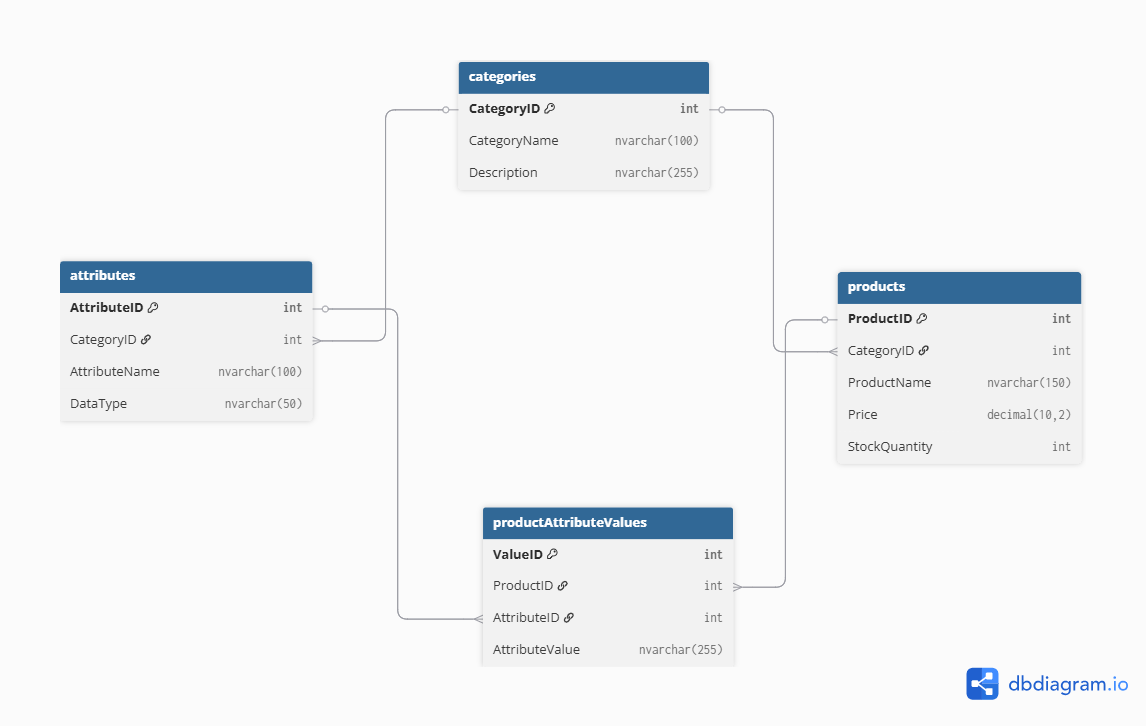 categories
CategoryID int
CategoryName nvarchar(100)
Description nvarchar(255)
attributes
AttributeID int
CategoryID int
AttributeName nvarchar(100)
DataType nvarchar(50)
products
ProductID int
CategoryID int
ProductName nvarchar(150)
Price decimal(10,2)
StockQuantity int
productAttributeValues
ValueID int
ProductID int
AttributeID int
AttributeValue nvarchar(255)
dbdiagram.io